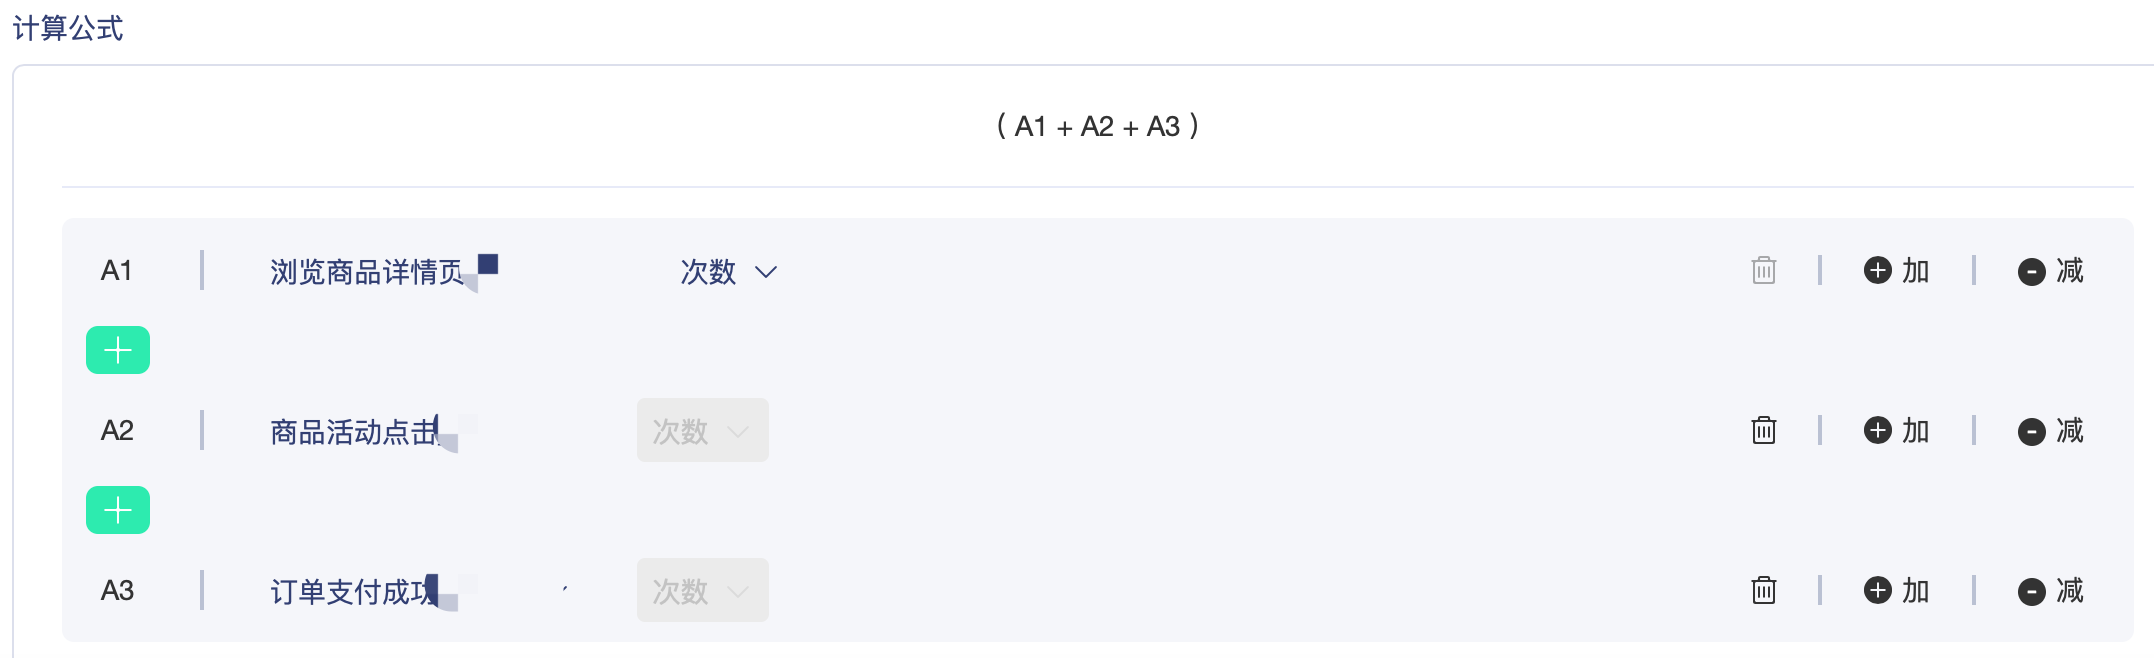 计算公式
( A1 + A2 + A3 )
A1 浏览商品详情页 次数 加 减
A2 商品活动点击 次数 加 减
A3 订单支付成功 次数 加 减